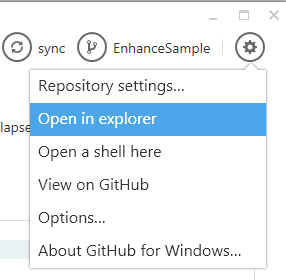 sync EnhanceSample
Repository settings...
Open in explorer
lapse
Open a shell here
View on GitHub
Options...
About GitHub for Windows...